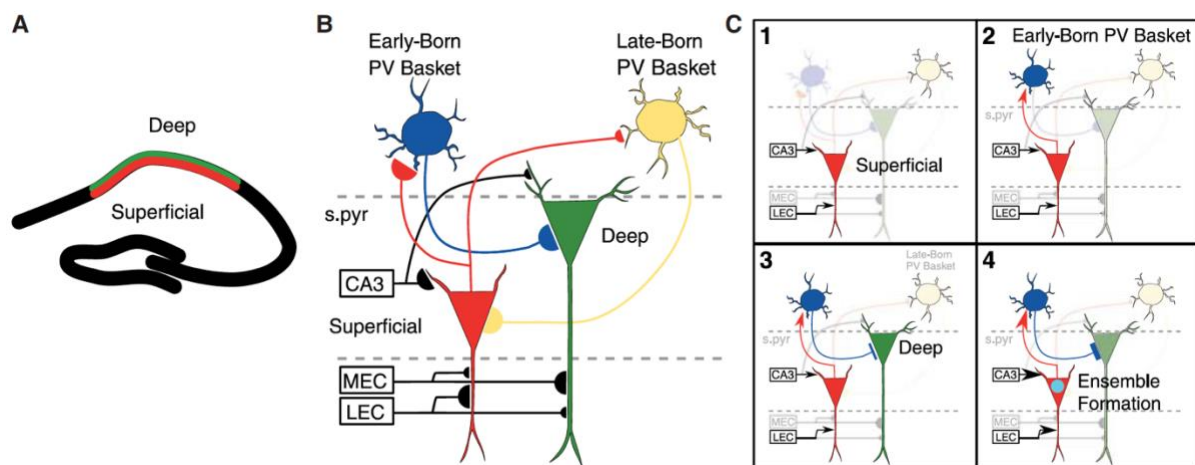 A
Deep
Superficial
B
Early-Born
PV Basket
Late-Born
PV Basket
s.pyr
Deep
CA3
Superficial
MEC
LEC
C
1
CA3
Superficial
MEC
LEC
2
Early-Born PV Basket
s.pyr
CA3
MEC
LEC
3
Late-Born
PV Basket
s.pyr
Deep
CA3
MEC
LEC
4
s.pyr
CA3
Ensemble
Formation
MEC
LEC